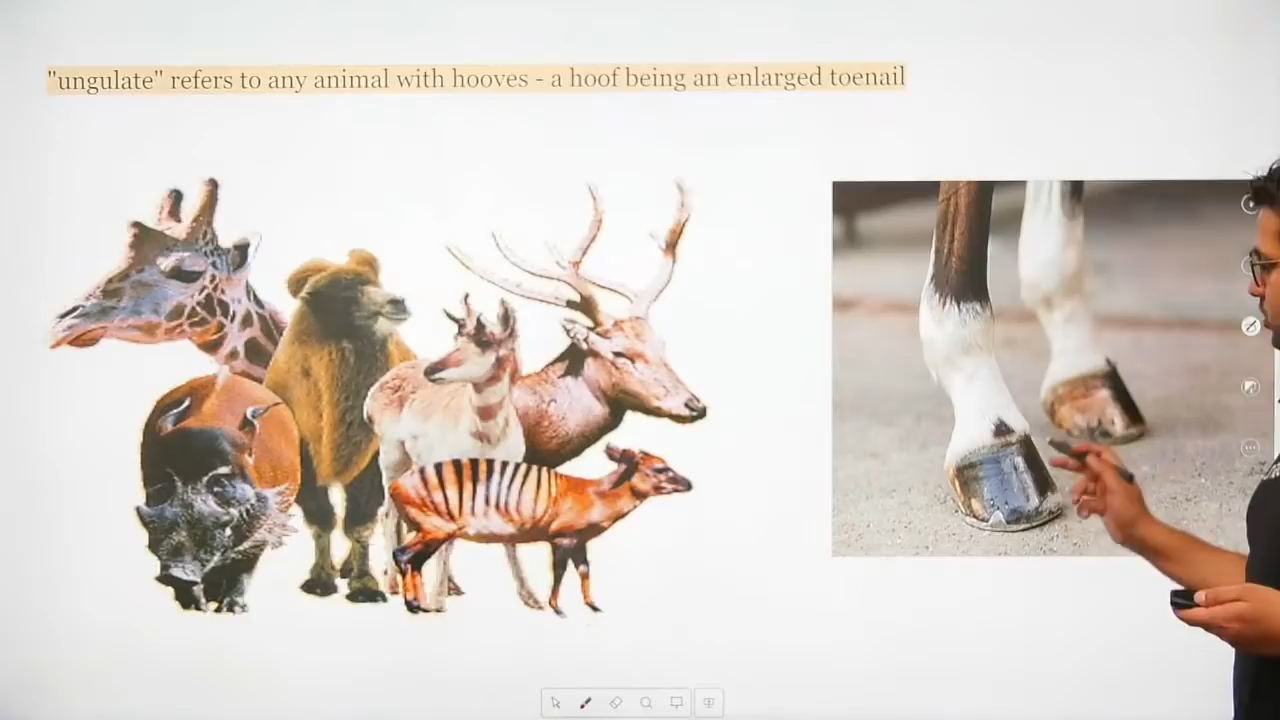 "ungulate" refers to any animal with hooves - a hoof being an enlarged toenail